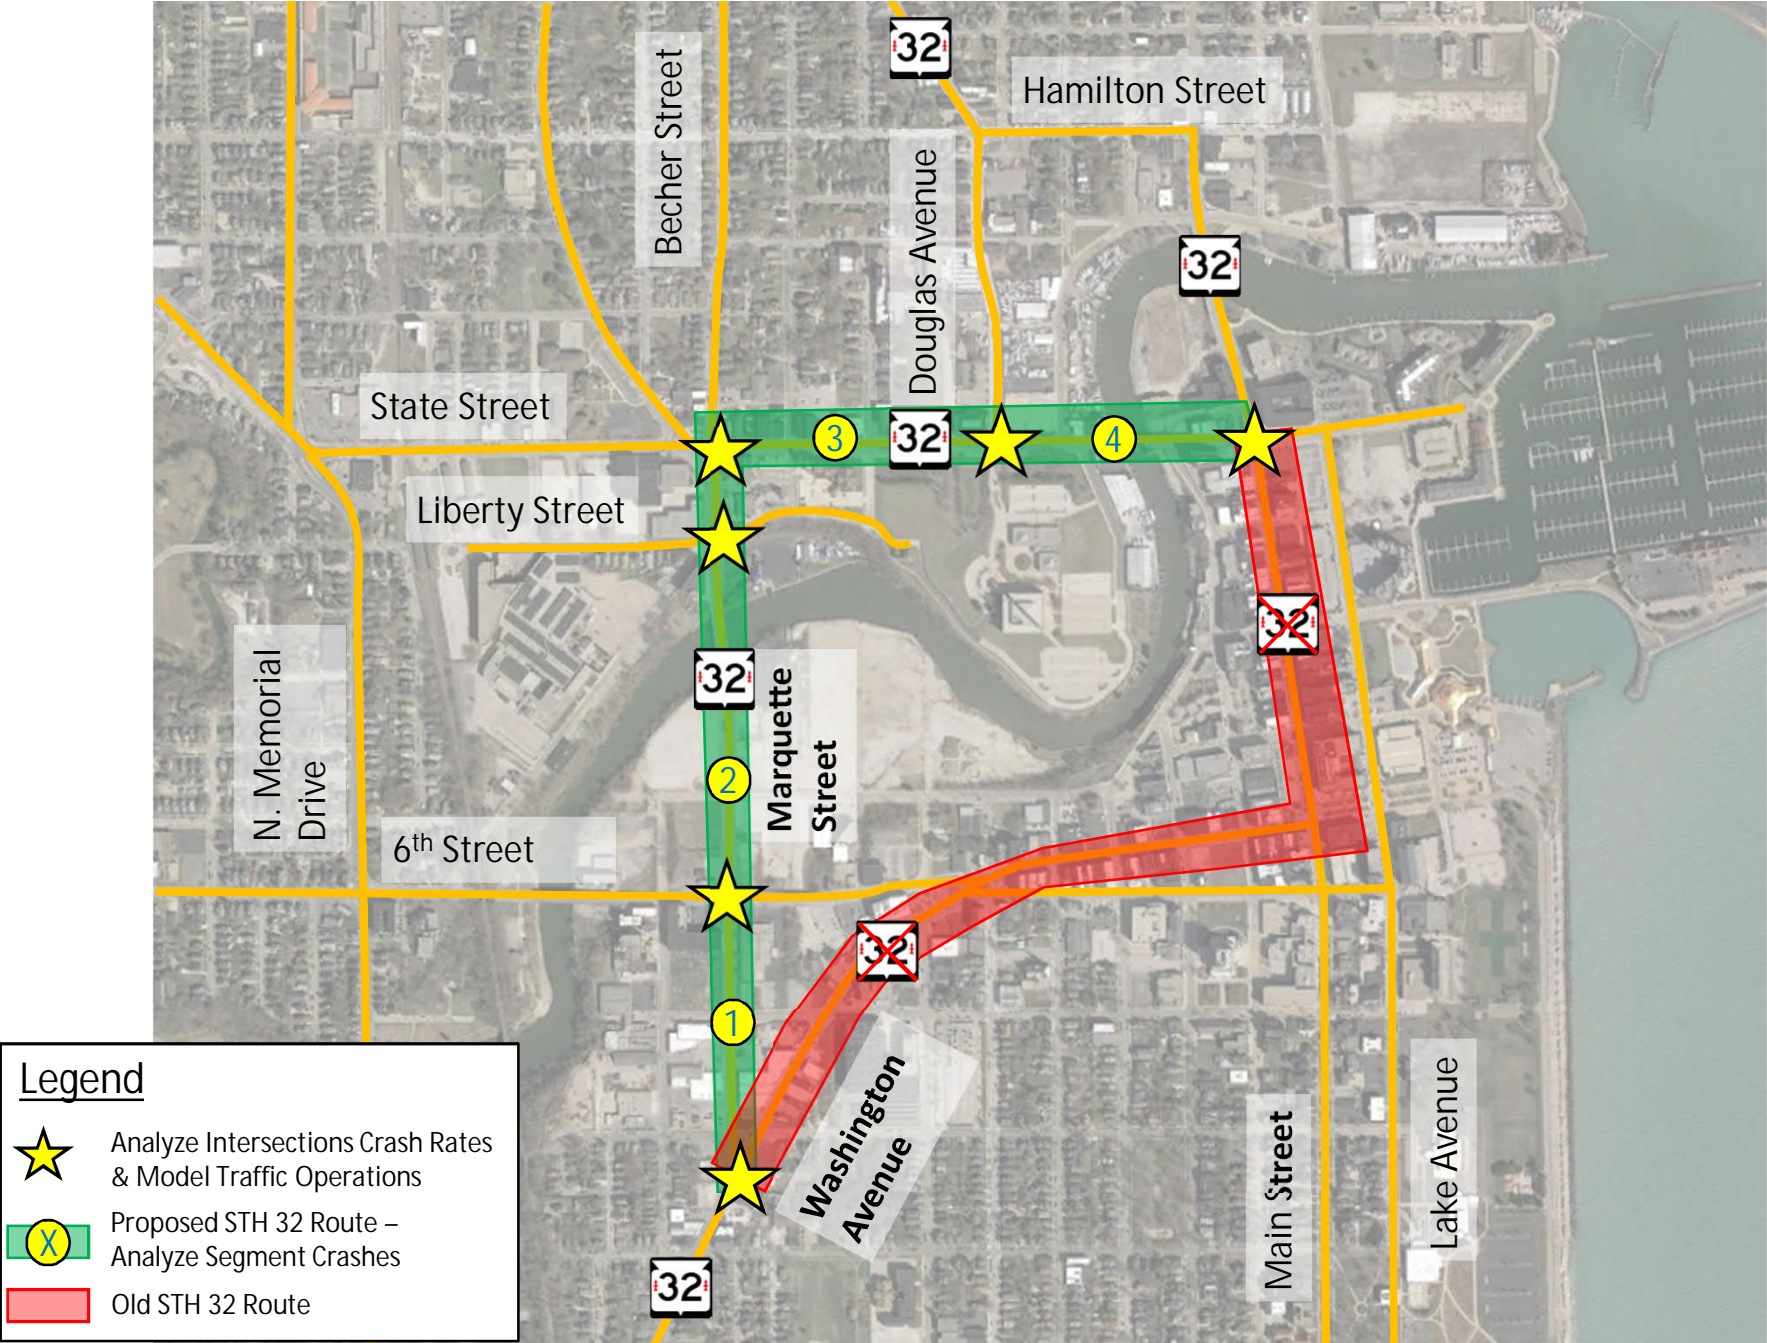 32
Hamilton Street
Becher Street
Douglas Avenue
32
State Street
3
32
4
Liberty Street
32
32
Marquette
Street
2
N. Memorial
Drive
6th Street
32
1
Washington
Avenue
Main Street
Lake Avenue
32
Legend
Analyze Intersections Crash Rates
& Model Traffic Operations
X
Proposed STH 32 Route –
Analyze Segment Crashes
Old STH 32 Route